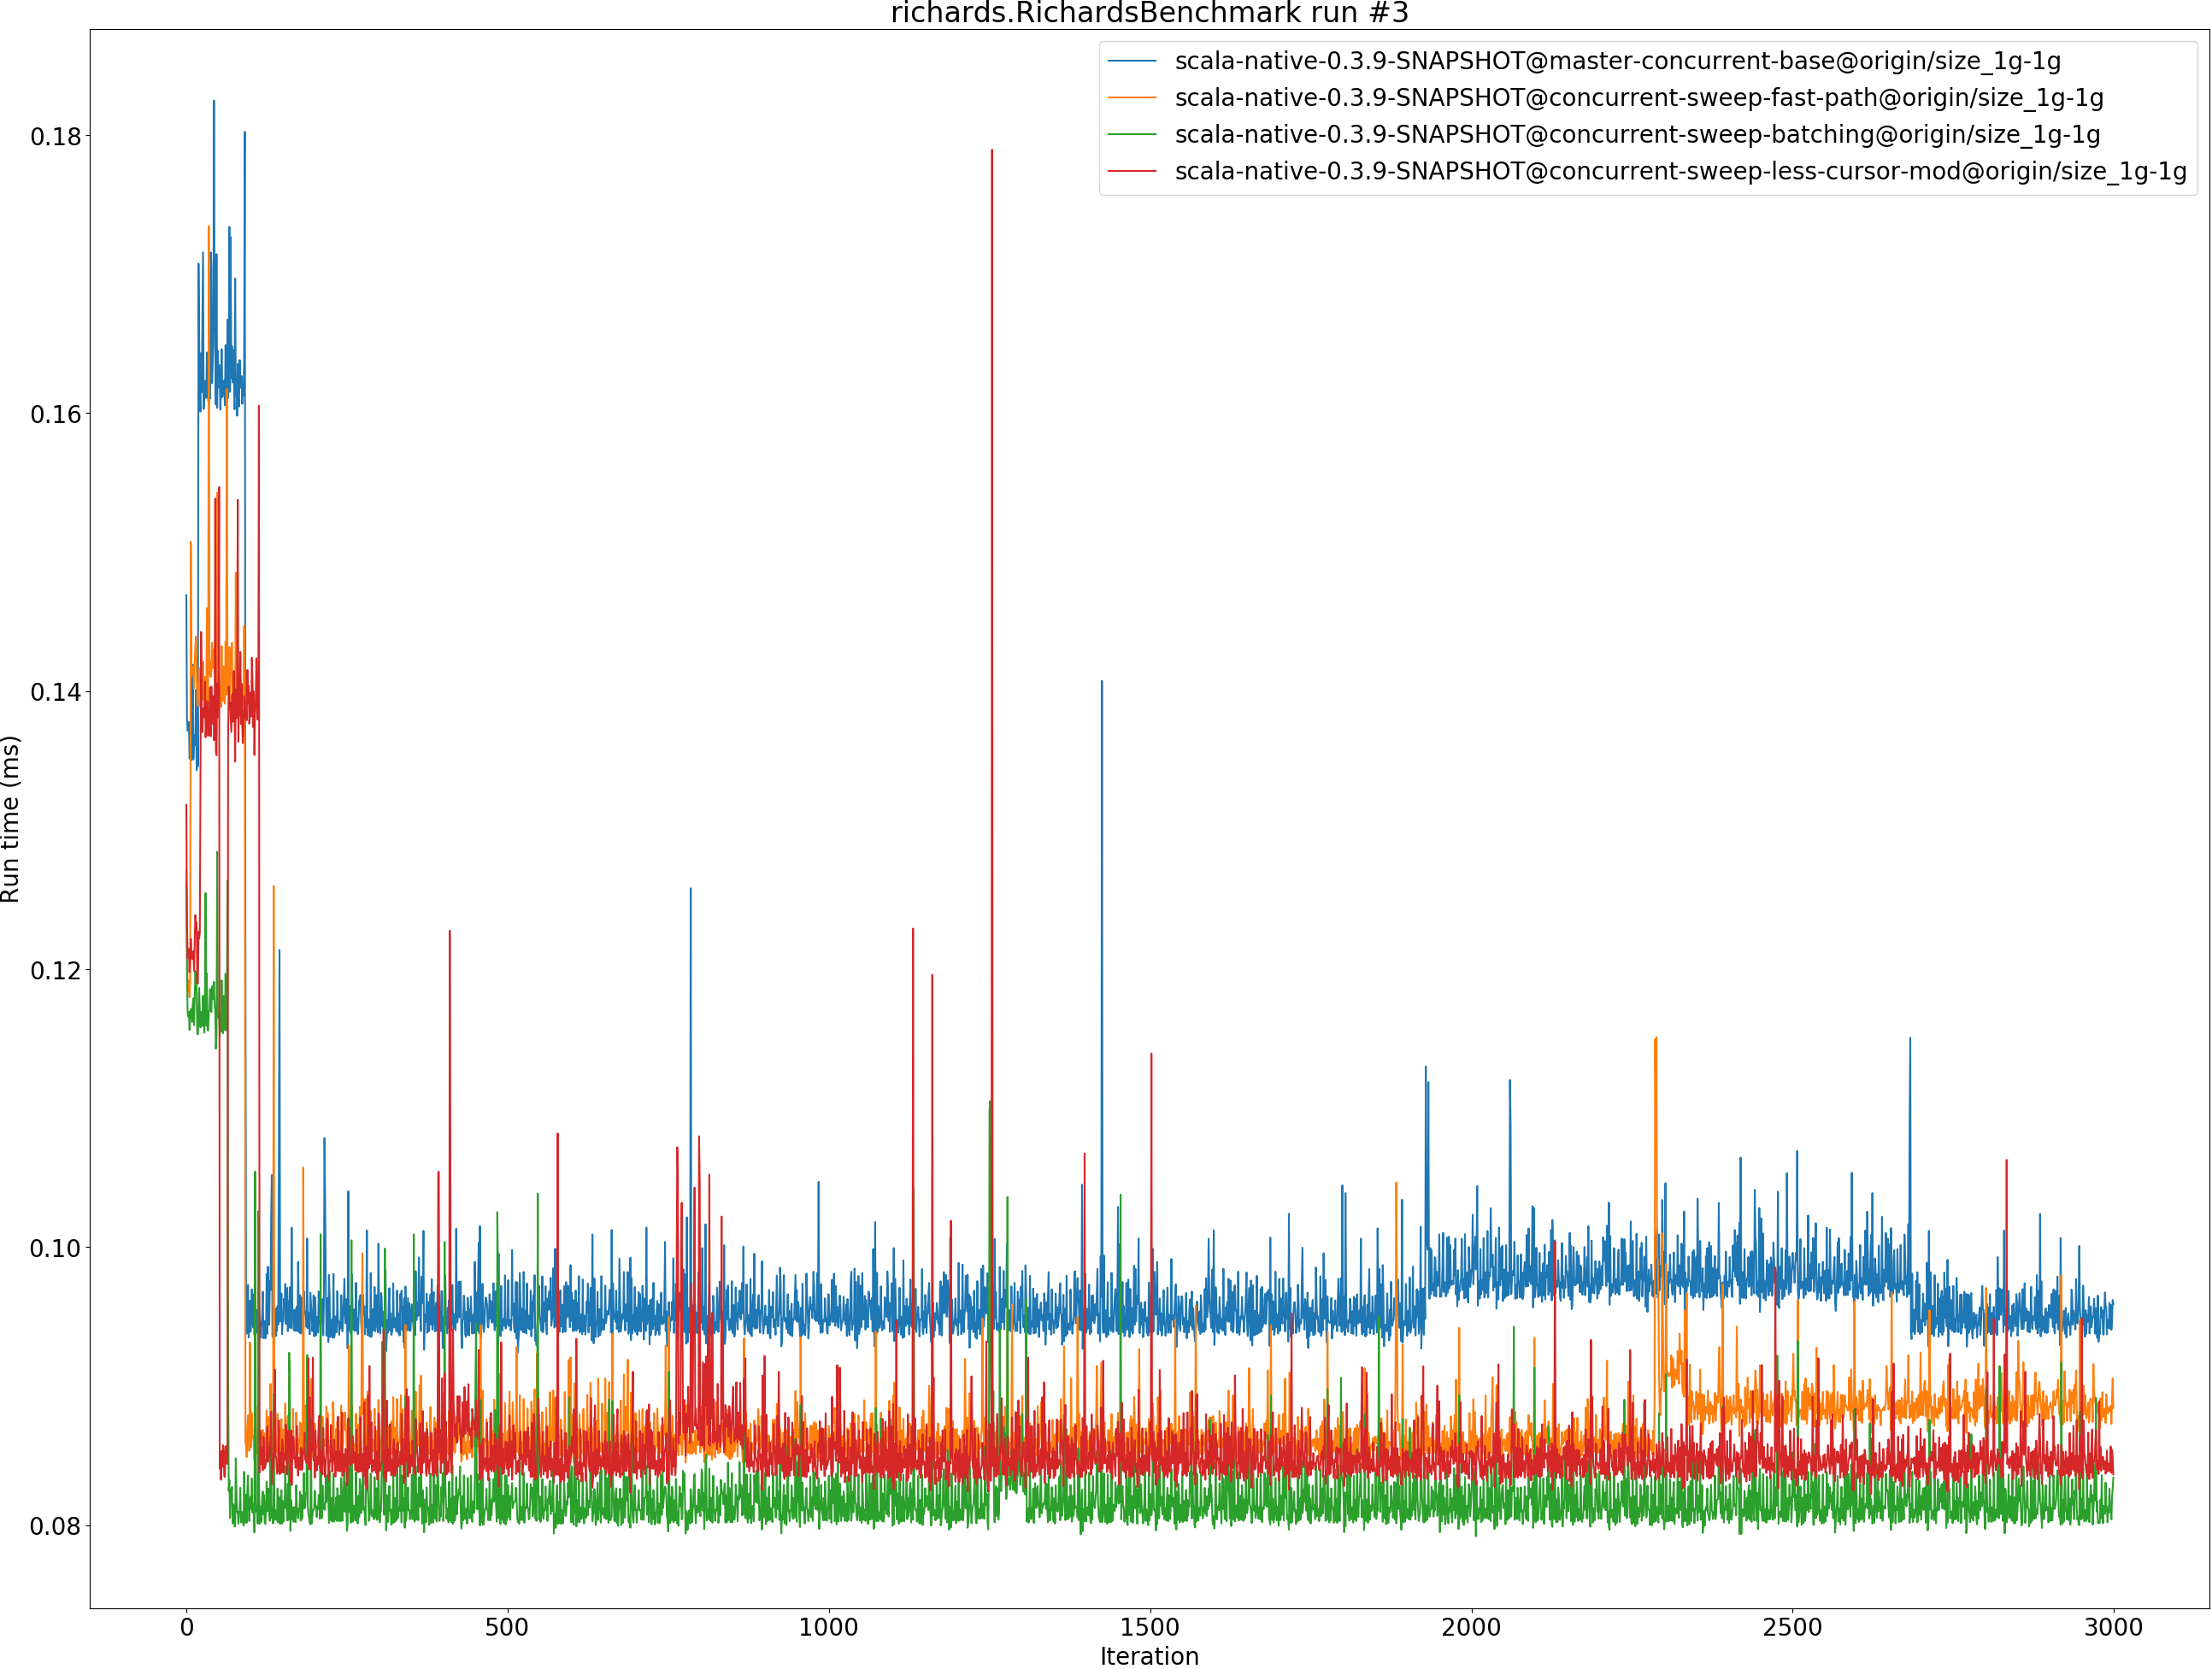 richards.RichardsBenchmark run #3
scala-native-0.3.9-SNAPSHOT@master-concurrent-base@origin/size_1g-1g
scala-native-0.3.9-SNAPSHOT@concurrent-sweep-fast-path@origin/size_1g-1g
scala-native-0.3.9-SNAPSHOT@concurrent-sweep-batching@origin/size_1g-1g
scala-native-0.3.9-SNAPSHOT@concurrent-sweep-less-cursor-mod@origin/size_1g-1g
Run time (ms)
0.18
0.16
0.14
0.12
0.10
0.08
0
500
1000
1500
2000
2500
3000
Iteration